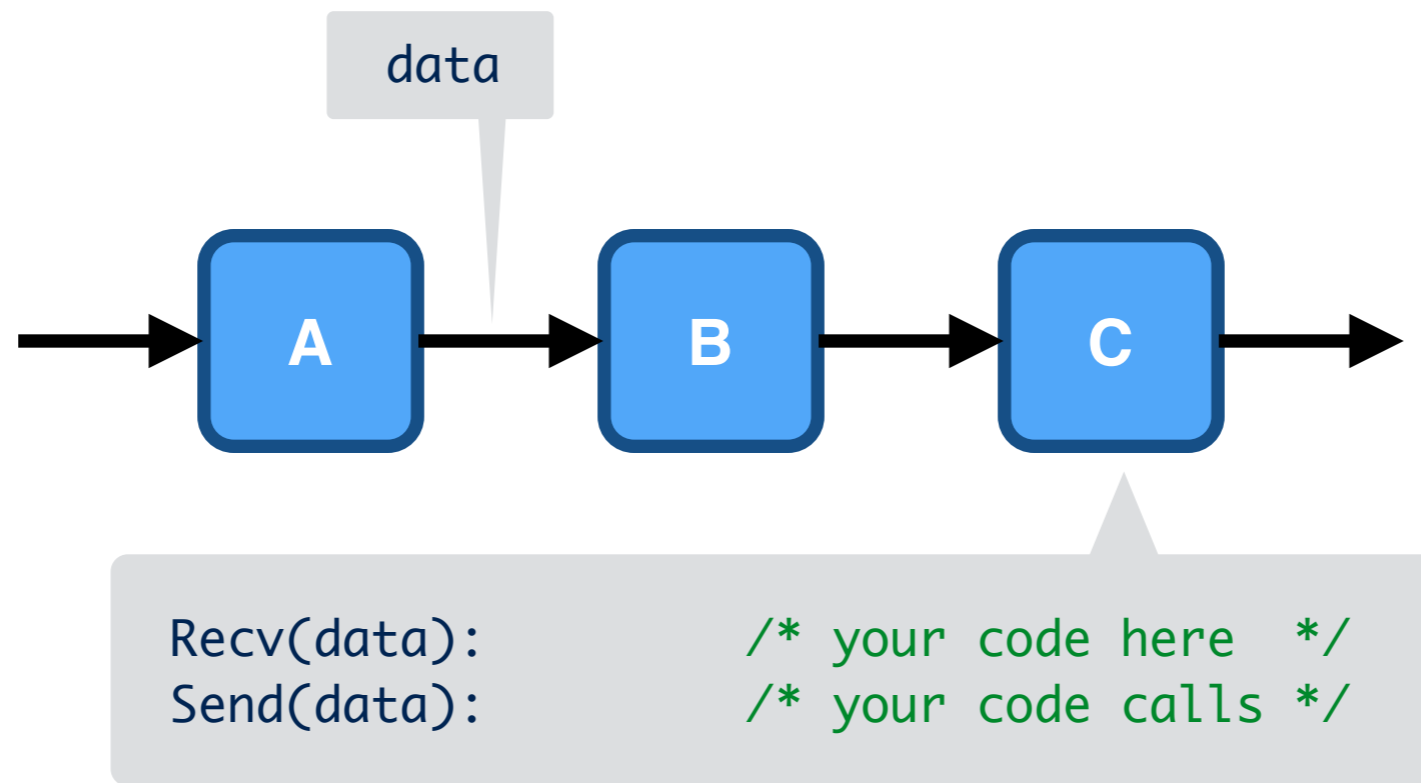 data
A
B
C
Recv(data): /* your code here  */
Send(data): /* your code calls */